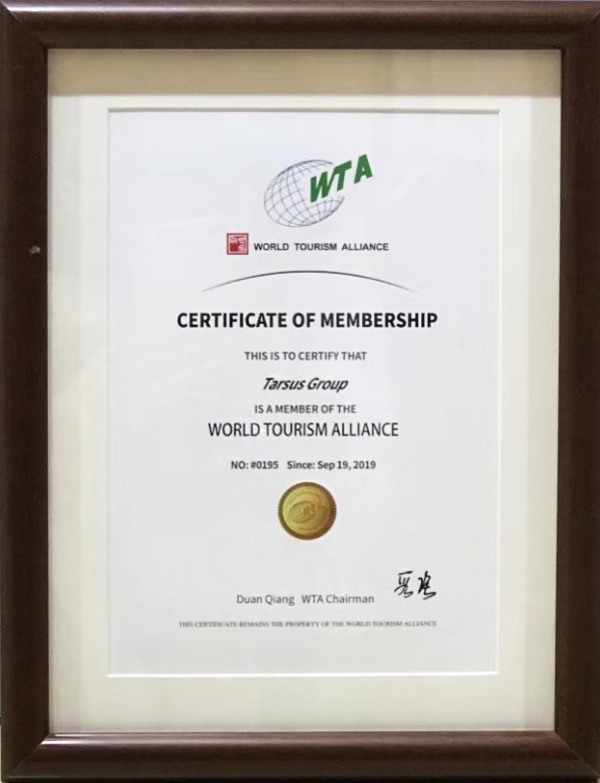 WTA
WORLD TOURISM ALLIANCE
CERTIFICATE OF MEMBERSHIP
THIS IS TO CERTIFY THAT
Tarsus Group
IS A MEMBER OF THE
WORLD TOURISM ALLIANCE
NO: #0195 Since: Sep 19, 2019
Duan Qiang WTA Chairman
THIS CERTIFICATE REMAINS THE PROPERTY OF THE WORLD TOURISM ALLIANCE